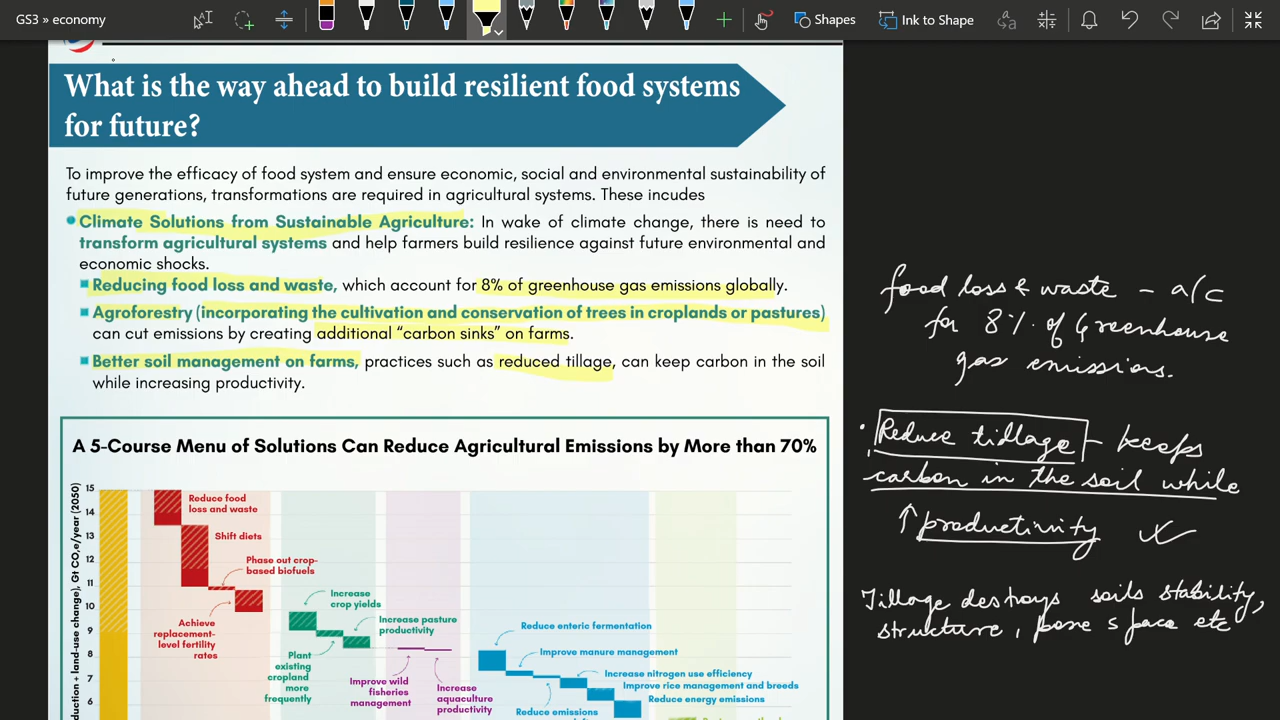 GS3 » economy
Shapes
Ink to Shape
What is the way ahead to build resilient food systems
for future?
To improve the efficacy of food system and ensure economic, social and environmental sustainability of
future generations, transformations are required in agricultural systems. These incudes
Climate Solutions from Sustainable Agriculture: In wake of climate change, there is need to
transform agricultural systems and help farmers build resilience against future environmental and
economic shocks.
Reducing food loss and waste, which account for 8% of greenhouse gas emissions globally.
Agroforestry (incorporating the cultivation and conservation of trees in croplands or pastures)
can cut emissions by creating additional “carbon sinks” on farms.
Better soil management on farms, practices such as reduced tillage, can keep carbon in the soil
while increasing productivity.
food loss & waste - a/c
for 8% of Greenhouse
gas emissions.
Reduce tillage - keeps
carbon in the soil while
↑ productivity
Tillage destroys soils stability,
structure, pore space etc
A 5-Course Menu of Solutions Can Reduce Agricultural Emissions by More than 70%
duction + land-use change), Gt CO₂e/year (2050)
15
14
13
12
11
10
9
8
7
6
Reduce food
loss and waste
Shift diets
Phase out crop-
based biofuels
Achieve
replacement-
level fertility
rates
Increase
crop yields
Increase pasture
productivity
Plant
existing
cropland
more
frequently
Improve wild
fisheries
management
Increase
aquaculture
productivity
Reduce enteric fermentation
Improve manure management
Increase nitrogen use efficiency
Improve rice management and breeds
Reduce energy emissions
Reduce emissions